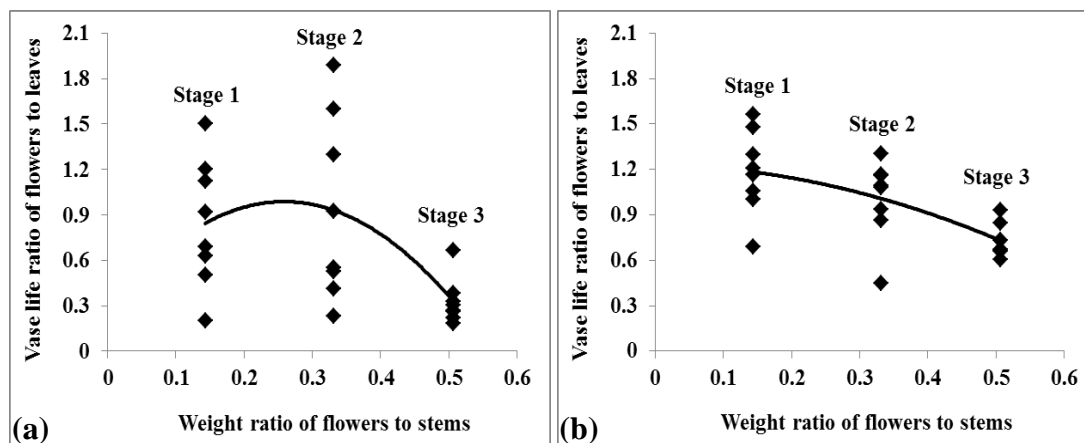 Vase life ratio of flowers to leaves
2.1
1.8
1.5
1.2
0.9
0.6
0.3
0
Stage 1
Stage 2
Stage 3
0 0.1 0.2 0.3 0.4 0.5 0.6
Weight ratio of flowers to stems
(a)
Vase life ratio of flowers to leaves
2.1
1.8
1.5
1.2
0.9
0.6
0.3
0
Stage 1
Stage 2
Stage 3
0 0.1 0.2 0.3 0.4 0.5 0.6
Weight ratio of flowers to stems
(b)